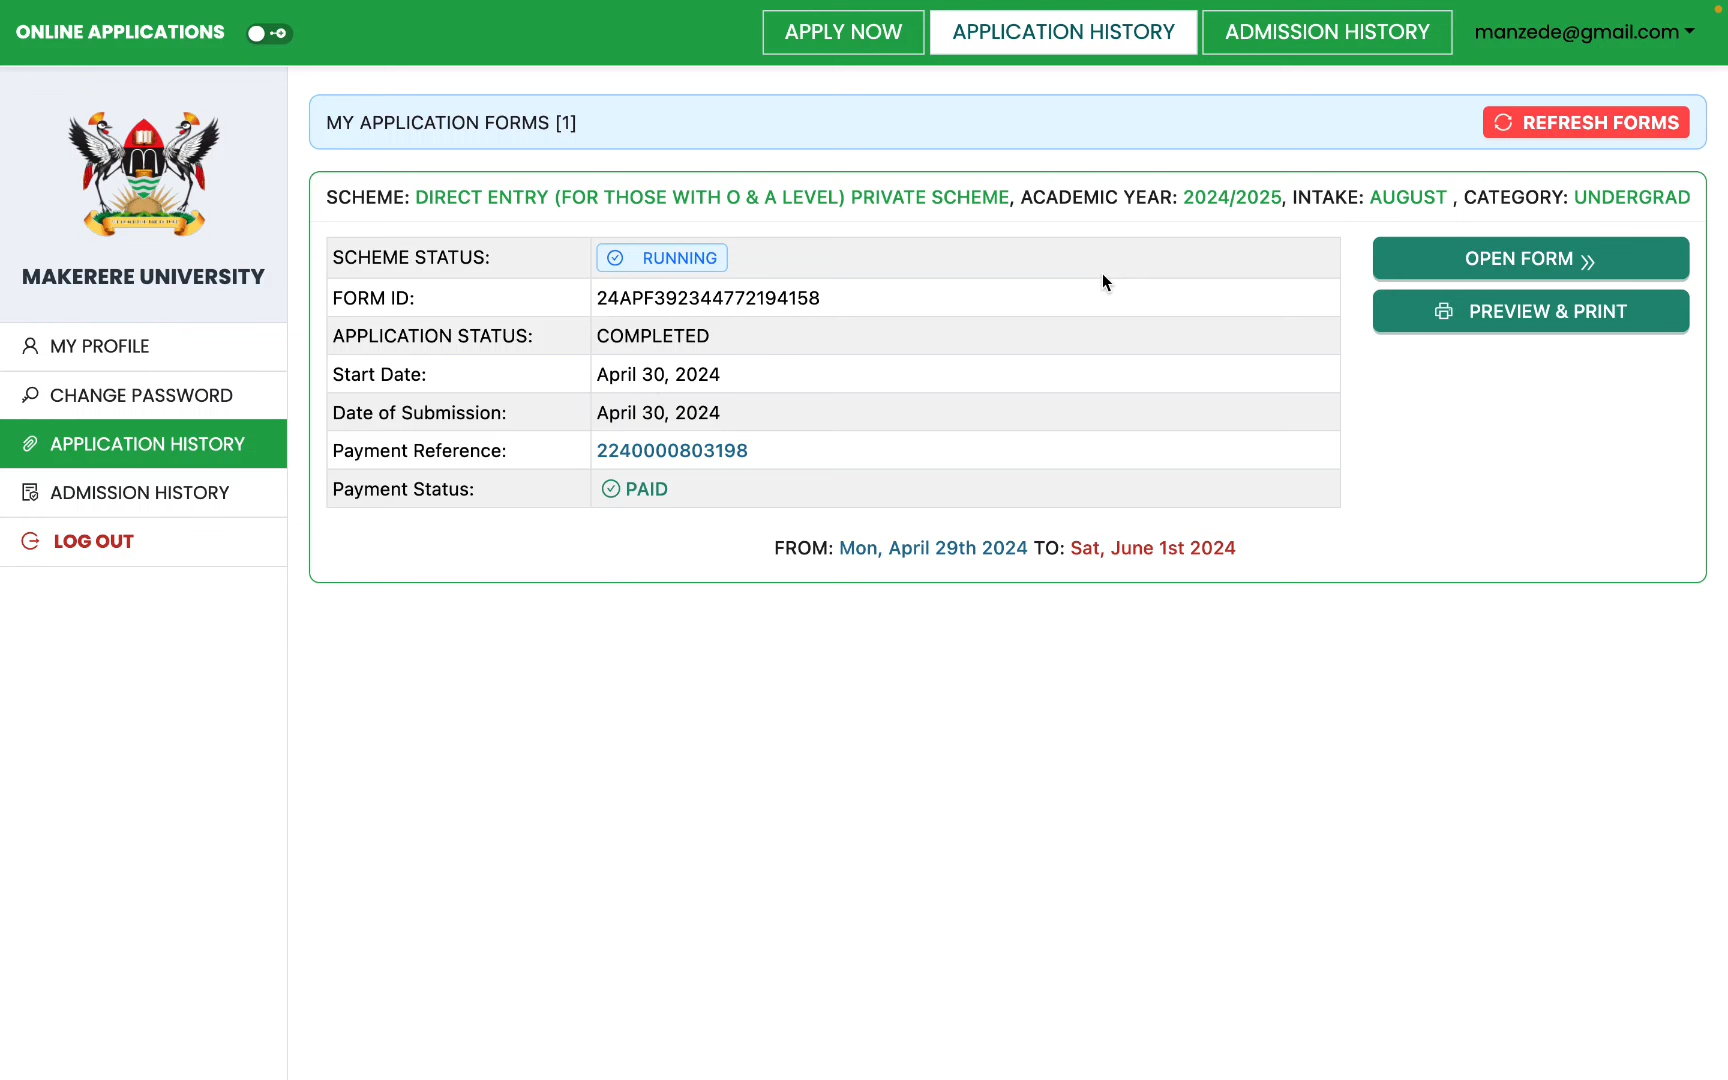 ONLINE APPLICATIONS
APPLY NOW
APPLICATION HISTORY
ADMISSION HISTORY
manzede@gmail.com
MAKERERE UNIVERSITY
MY PROFILE
CHANGE PASSWORD
APPLICATION HISTORY
ADMISSION HISTORY
LOG OUT
MY APPLICATION FORMS [1]
REFRESH FORMS
SCHEME: DIRECT ENTRY (FOR THOSE WITH O & A LEVEL) PRIVATE SCHEME, ACADEMIC YEAR: 2024/2025, INTAKE: AUGUST , CATEGORY: UNDERGRAD
SCHEME STATUS: RUNNING
FORM ID: 24APF392344772194158
APPLICATION STATUS: COMPLETED
Start Date: April 30, 2024
Date of Submission: April 30, 2024
Payment Reference: 2240000803198
Payment Status: PAID
OPEN FORM
PREVIEW & PRINT
FROM: Mon, April 29th 2024 TO: Sat, June 1st 2024